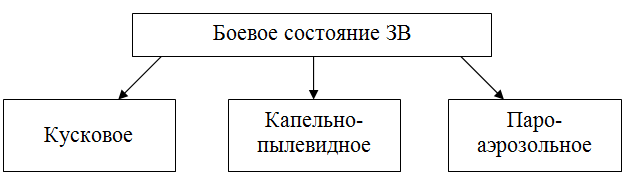 Боевое состояние ЗВ
Кусковое
Капельно-
пылевидное
Паро-
аэрозольное